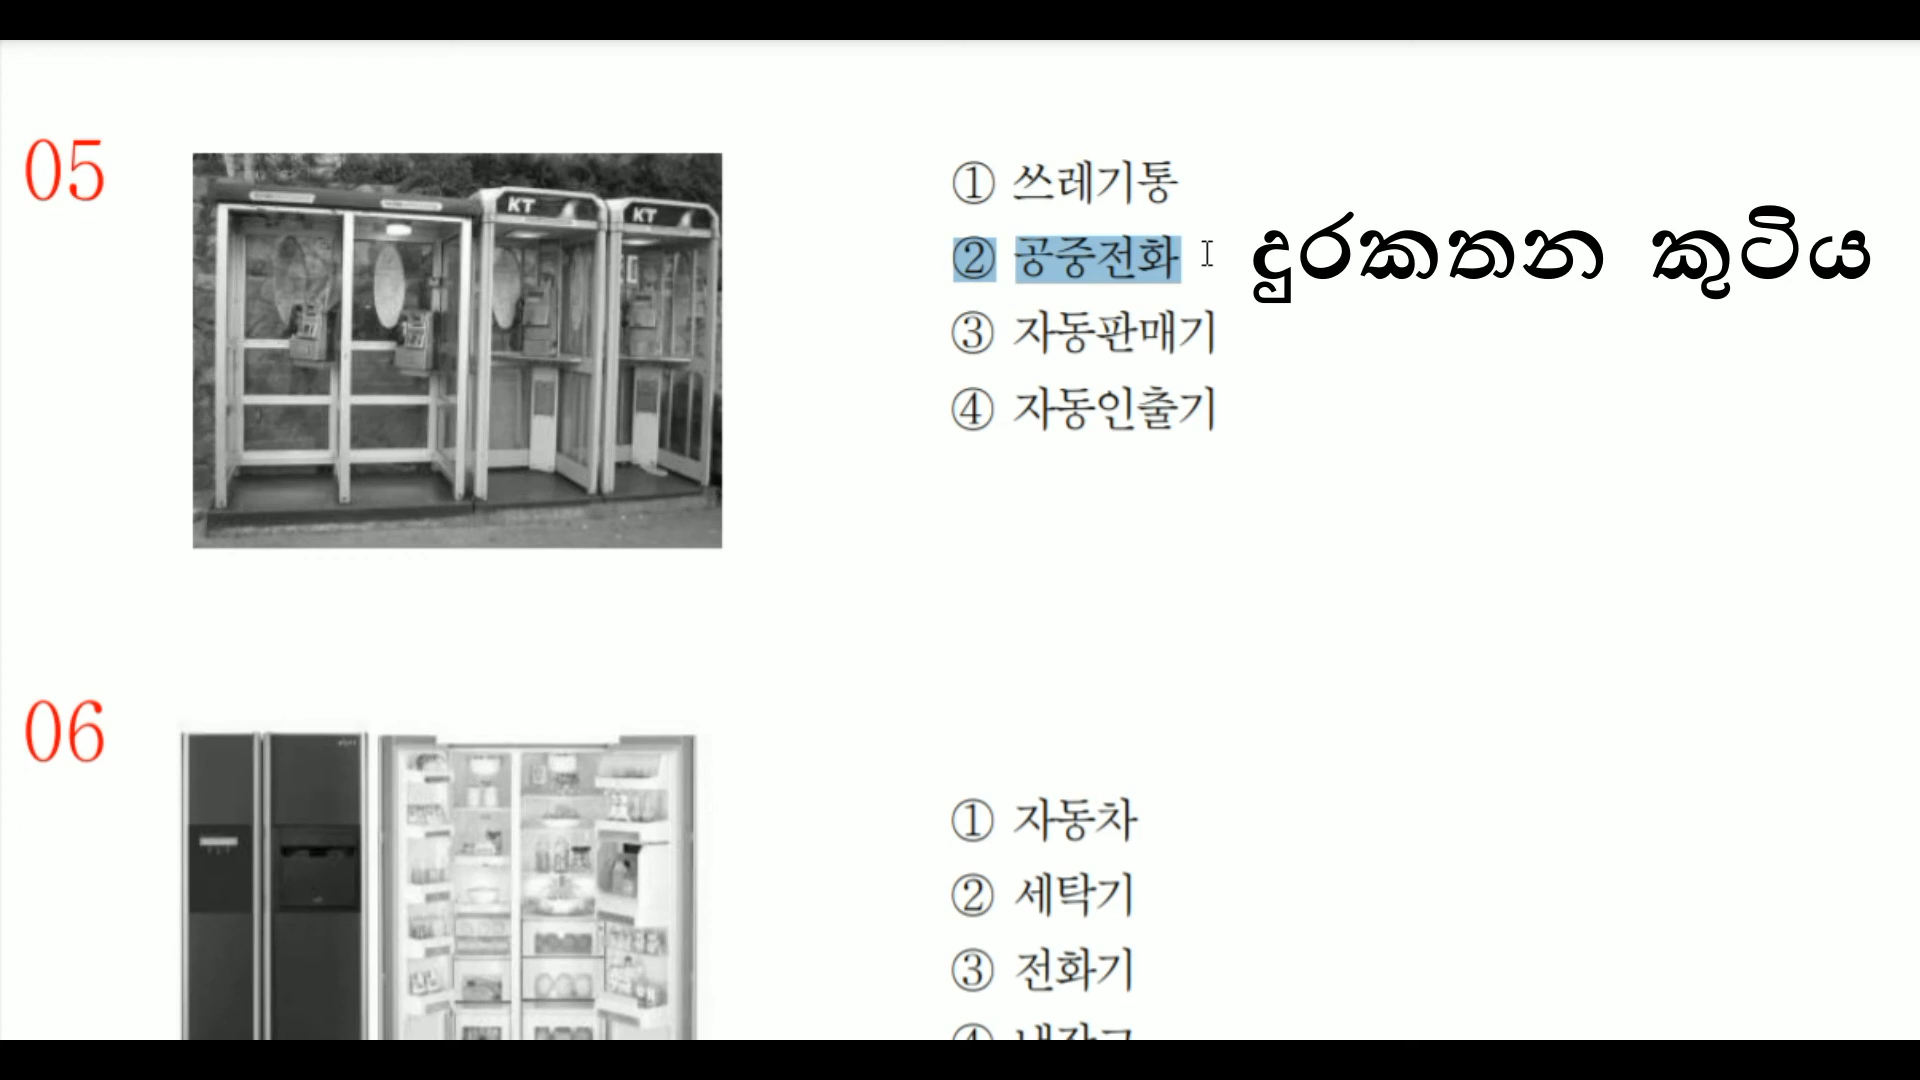 05
KT
KT
① 쓰레기통
② 공중전화
දුරකතන කුටිය
③ 자동판매기
④ 자동인출기
06
① 자동차
② 세탁기
③ 전화기